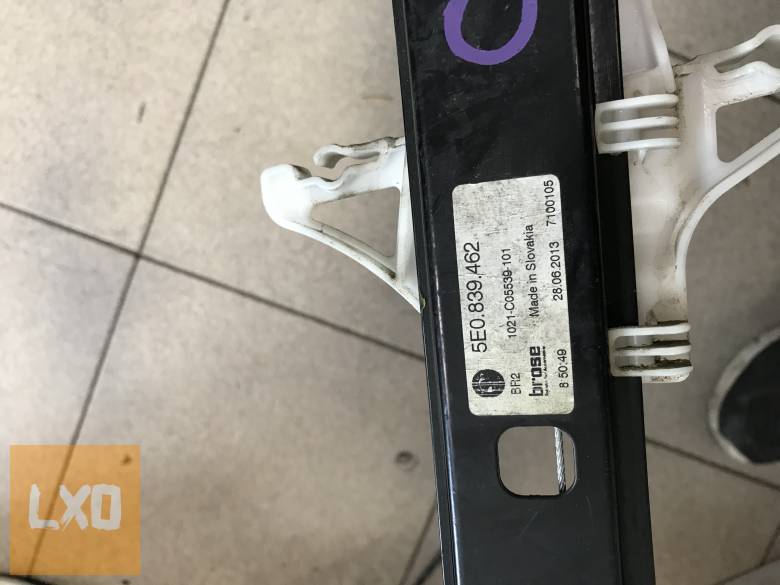 5E0.839.462
BR2 1021-C05539-101
brose Made in Slovakia
8 50:49 28.06.2013 7100105
LXO